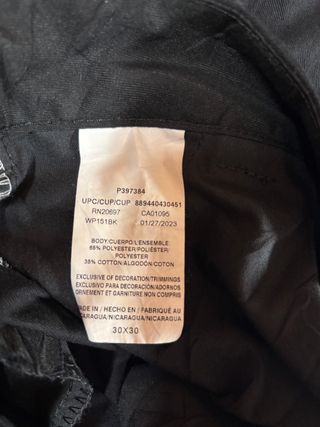 P397384
UPC/CUP/CUP 889440430451
RN20697 CA01095
WP151BK 01/27/2023
BODY/CUERPO/L'ENSEMBLE:
65% POLYESTER/POLIÉSTER/
POLYESTER
35% COTTON/ALGODÓN/COTON
EXCLUSIVE OF DECORATION/TRIMMINGS
EXCLUSIVO PARA DECORACIÓN/ADORNOS
ORNEMENT ET GARNITURE NON COMPRIS
MADE IN / HECHO EN / FABRIQUÉ AU
NICARAGUA/NICARAGUA/NICARAGUA
30X30